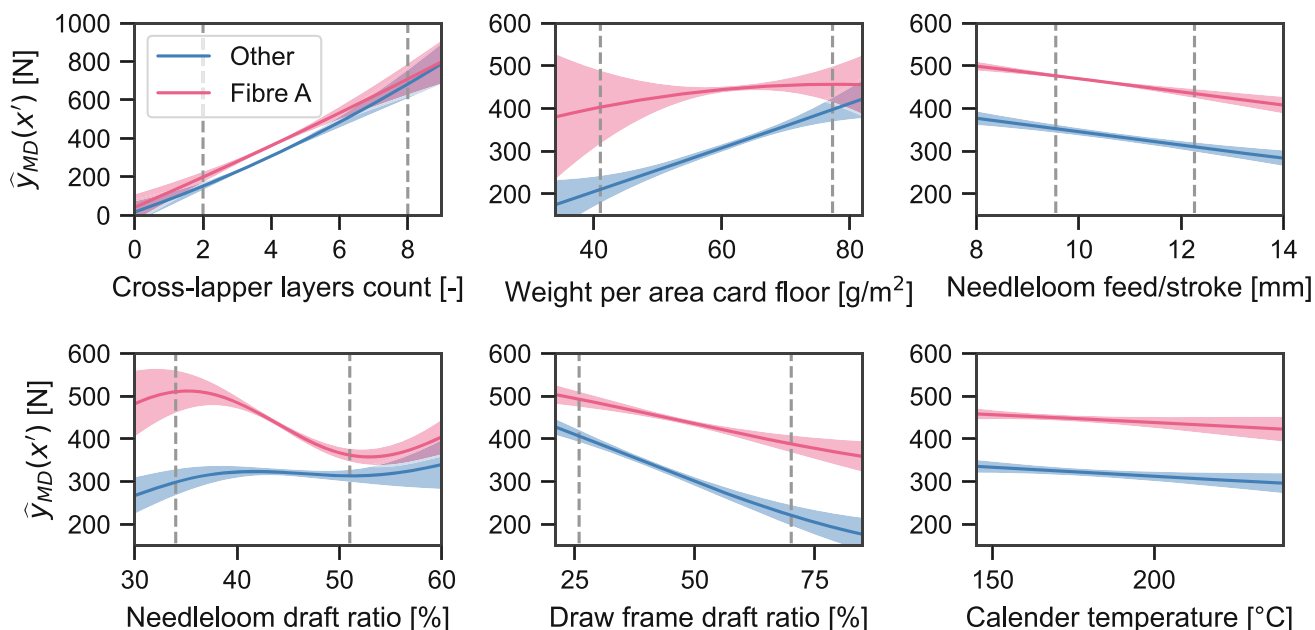 1000
800
600
400
200
0
Other
Fibre A
0 2 4 6 8
ŷMD(x′) [N]
Cross-lapper layers count [-]
600
500
400
300
200
40 60 80
Weight per area card floor [g/m²]
600
500
400
300
200
8 10 12 14
Needleloom feed/stroke [mm]
600
500
400
300
200
30 40 50 60
ŷMD(x′) [N]
Needleloom draft ratio [%]
600
500
400
300
200
25 50 75
Draw frame draft ratio [%]
600
500
400
300
200
150 200
Calender temperature [°C]